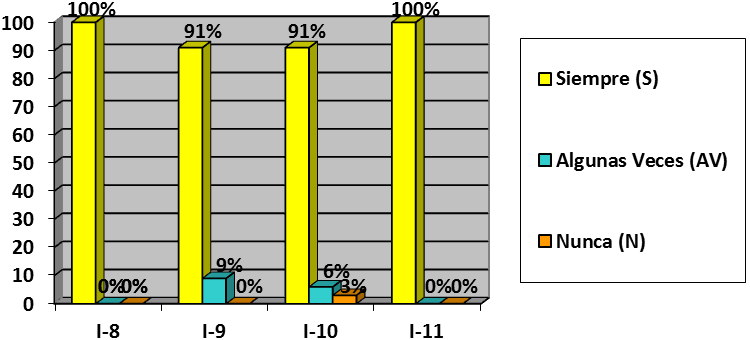 100% 91% 91% 100%
100
90
80
70
60
50
40
30
20
10
0
0% 0% 9% 0% 6% 3% 0% 0%
I-8 I-9 I-10 I-11
Siempre (S)
Algunas Veces (AV)
Nunca (N)